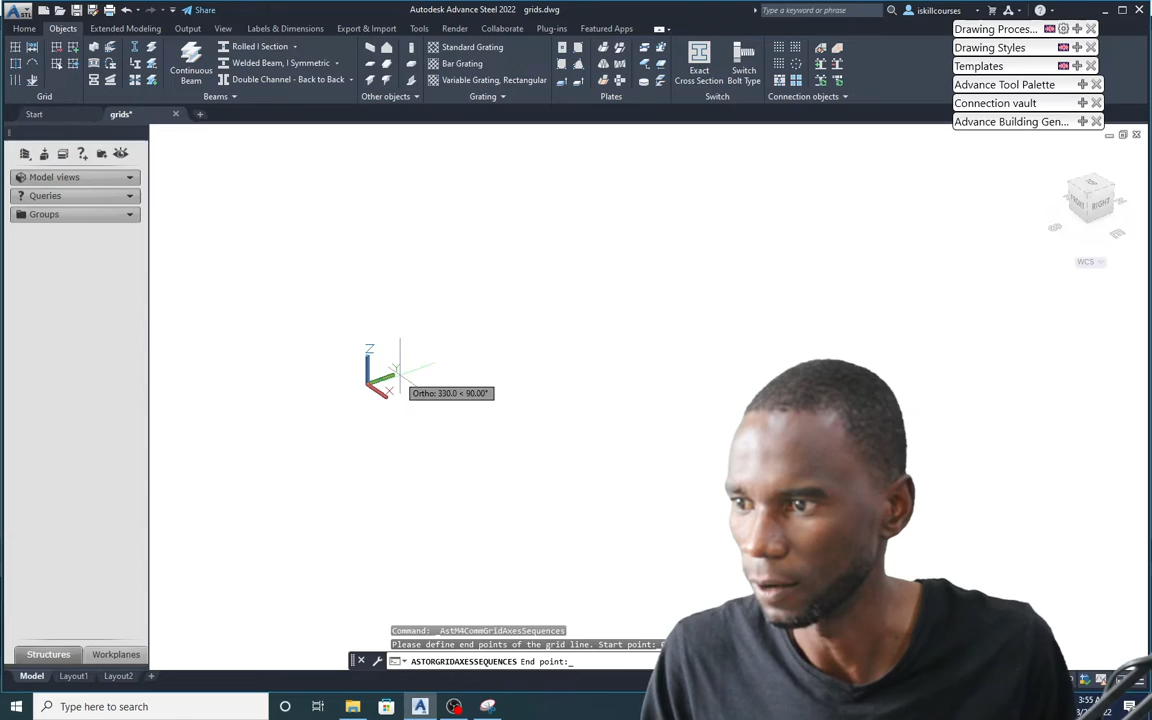 Share
Autodesk Advance Steel 2022 grids.dwg
Type a keyword or phrase
iskillcourses
Home
Objects
Extended Modeling
Output
View
Labels & Dimensions
Export & Import
Tools
Render
Collaborate
Plug-ins
Featured Apps
Drawing Proces...
Drawing Styles
Templates
Advance Tool Palette
Connection vault
Advance Building Gen...
Continuous
Beam
Rolled I Section
Welded Beam, I Symmetric
Double Channel - Back to Back
Standard Grating
Bar Grating
Variable Grating, Rectangular
Exact
Cross Section
Switch
Bolt Type
Grid
Beams
Other objects
Grating
Plates
Switch
Connection objects
Start
grids*
Model views
Queries
Groups
TOP
FRONT
RIGHT
WCS
Z
Y
X
Ortho: 330.0 < 90.00°
Command: _AstM4CommGridAxesSequences
Please define end points of the grid line. Start point:
ASTORGRIDAXESSEQUENCES End point:
Structures
Workplanes
Model
Layout1
Layout2
Type here to search
3:55